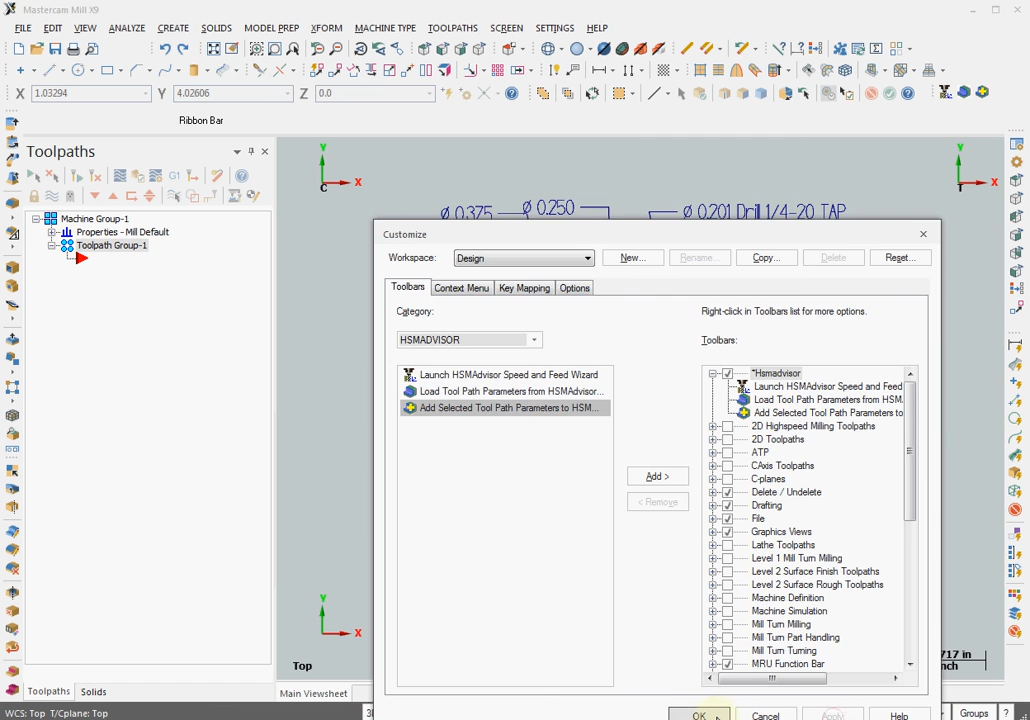 Mastercam Mill X9
FILE EDIT VIEW ANALYZE CREATE SOLIDS MODEL PREP XFORM MACHINE TYPE TOOLPATHS SCREEN SETTINGS HELP
X 1.03294 Y 4.02606 Z 0.0
Ribbon Bar
Toolpaths
G1
Machine Group-1
Properties - Mill Default
Toolpath Group-1
Y
C X
Y
T X
Ø 0.375 Ø 0.250 Ø 0.201 Drill 1/4-20 TAP
Customize
Workspace: Design New... Rename... Copy... Delete Reset...
Toolbars Context Menu Key Mapping Options
Category:
HSMADVISOR
Launch HSMAdvisor Speed and Feed Wizard
Load Tool Path Parameters from HSMAdvisor...
Add Selected Tool Path Parameters to HSM...
Add >
< Remove
Right-click in Toolbars list for more options.
Toolbars:
*Hsmadvisor
Launch HSMAdvisor Speed and Feed
Load Tool Path Parameters from HSM
Add Selected Tool Path Parameters to
2D Highspeed Milling Toolpaths
2D Toolpaths
ATP
CAxis Toolpaths
C-planes
Delete / Undelete
Drafting
File
Graphics Views
Lathe Toolpaths
Level 1 Mill Turn Milling
Level 2 Surface Finish Toolpaths
Level 2 Surface Rough Toolpaths
Machine Definition
Machine Simulation
Mill Turn Milling
Mill Turn Part Handling
Mill Turn Turning
MRU Function Bar
OK Cancel Apply Help
Y
X
Top
717 in
nch
Toolpaths Solids
Main Viewsheet
WCS: Top T/Cplane: Top
Groups ?